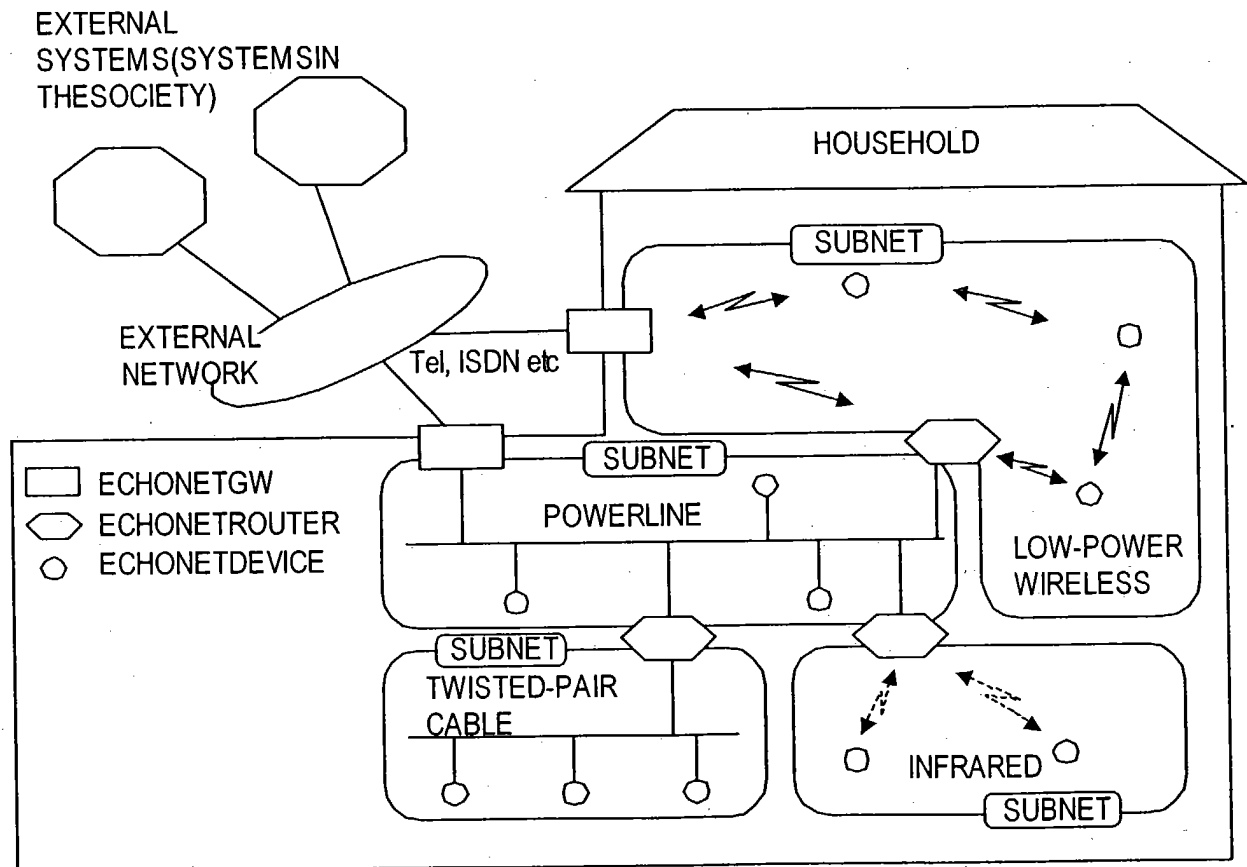 EXTERNAL
SYSTEMS(SYSTEMSIN
THESOCIETY)
HOUSEHOLD
SUBNET
EXTERNAL
NETWORK
Tel, ISDN etc
SUBNET
ECHONETGW
ECHONETROUTER
ECHONETDEVICE
POWERLINE
LOW-POWER
WIRELESS
SUBNET
TWISTED-PAIR
CABLE
INFRARED
SUBNET